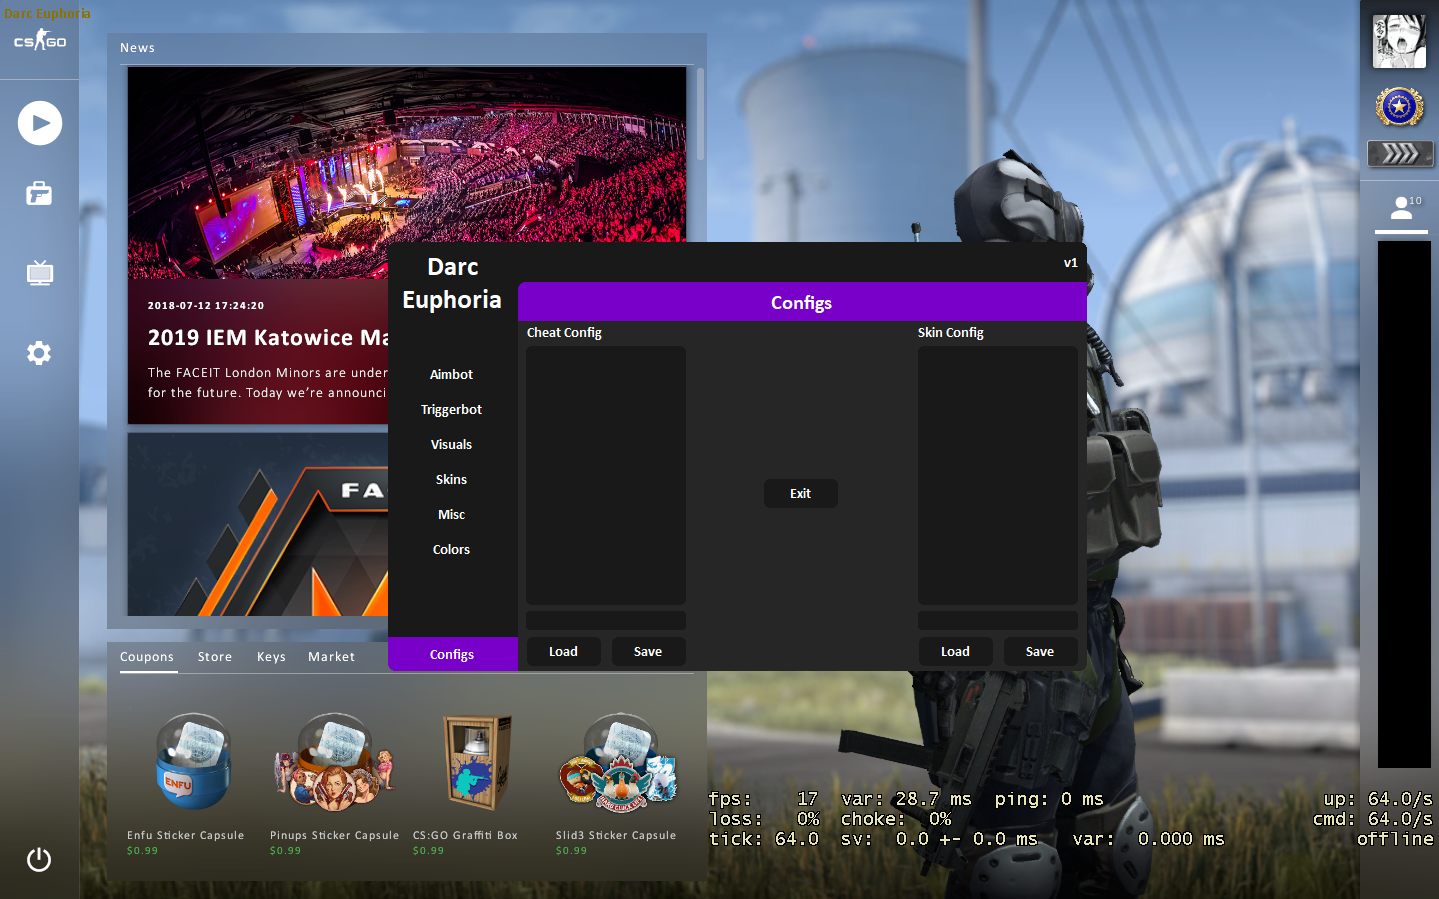 Darc Euphoria
CS GO
News
2018-07-12 17:24:20
2019 IEM Katowice Ma
The FACEIT London Minors are under
for the future. Today we're announci
FA
Coupons Store Keys Market
ENFU
Enfu Sticker Capsule
$0.99
Pinups Sticker Capsule
$0.99
CS:GO Graffiti Box
$0.99
Slid3 Sticker Capsule
$0.99
Darc
Euphoria
v1
Aimbot
Triggerbot
Visuals
Skins
Misc
Colors
Configs
Configs
Cheat Config
Skin Config
Exit
Load Save
Load Save
10
fps: 17 var: 28.7 ms ping: 0 ms
loss: 0% choke: 0%
tick: 64.0 sv: 0.0 +- 0.0 ms var: 0.000 ms
up: 64.0/s
cmd: 64.0/s
offline